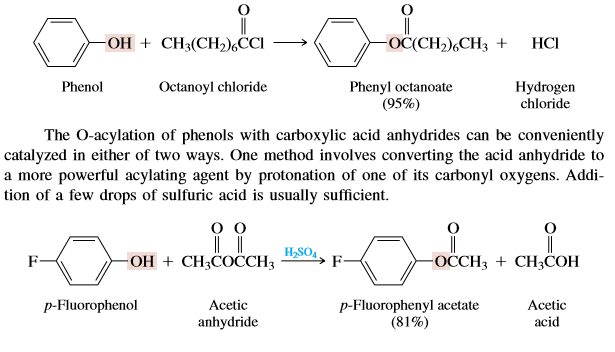 O O
OH + CH3(CH2)6CCl OC(CH2)6CH3 + HCl
Phenol Octanoyl chloride Phenyl octanoate Hydrogen
(95%) chloride
The O-acylation of phenols with carboxylic acid anhydrides can be conveniently
catalyzed in either of two ways. One method involves converting the acid anhydride to
a more powerful acylating agent by protonation of one of its carbonyl oxygens. Addi-
tion of a few drops of sulfuric acid is usually sufficient.
O O O O
F OH + CH3COCCH3 H2SO4 F OCCH3 + CH3COH
p-Fluorophenol Acetic p-Fluorophenyl acetate Acetic
anhydride (81%) acid